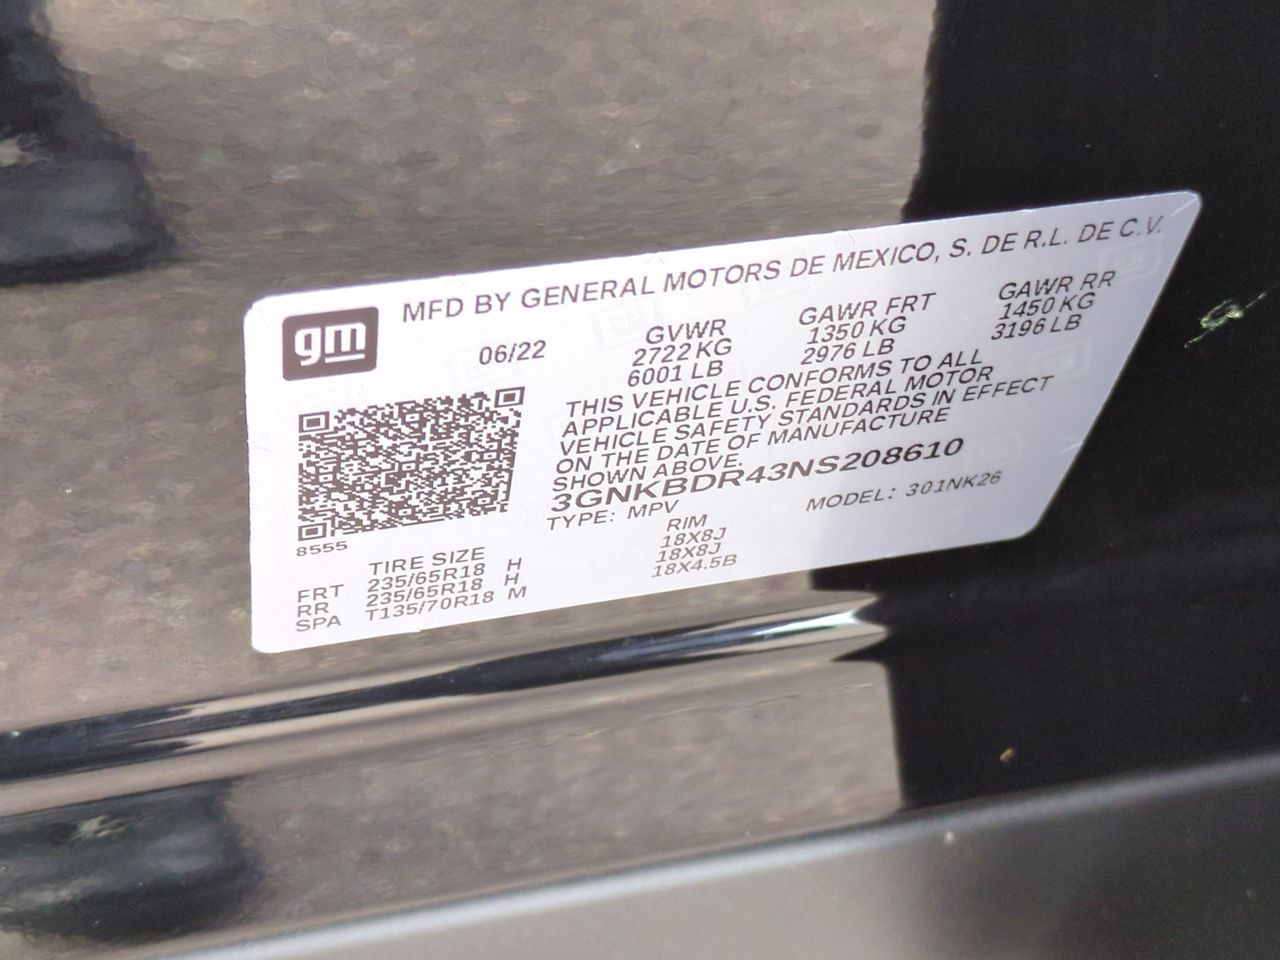 gm
MFD BY GENERAL MOTORS DE MEXICO, S. DE R.L. DE C.V.
06/22
GVWR
2722 KG
6001 LB
GAWR FRT
1350 KG
2976 LB
GAWR RR
1450 KG
3196 LB
THIS VEHICLE CONFORMS TO ALL
APPLICABLE U.S. FEDERAL MOTOR
VEHICLE SAFETY STANDARDS IN EFFECT
ON THE DATE OF MANUFACTURE
SHOWN ABOVE.
3GNKBDR43NS208610
TYPE: MPV MODEL: 301NK26
8555
TIRE SIZE RIM
FRT 235/65R18 H 18X8J
RR 235/65R18 H 18X8J
SPA T135/70R18 M 18X4.5B